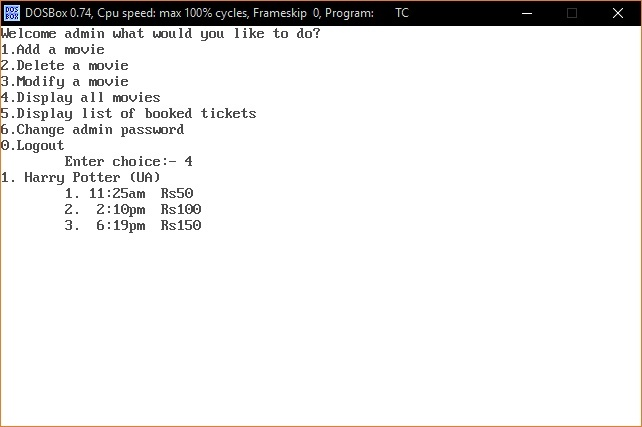 DOS BOX DOSBox 0.74, Cpu speed: max 100% cycles, Frameskip 0, Program: TC
Welcome admin what would you like to do?
1.Add a movie
2.Delete a movie
3.Modify a movie
4.Display all movies
5.Display list of booked tickets
6.Change admin password
0.Logout
Enter choice:- 4
1. Harry Potter (UA)
1. 11:25am Rs50
2. 2:10pm Rs100
3. 6:19pm Rs150